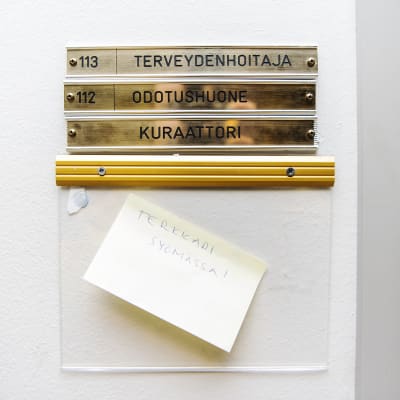 113 TERVEYDENHOITAJA
112 ODOTUSHUONE
KURAATTORI
TERKKARI
SYÖMÄSSÄ!